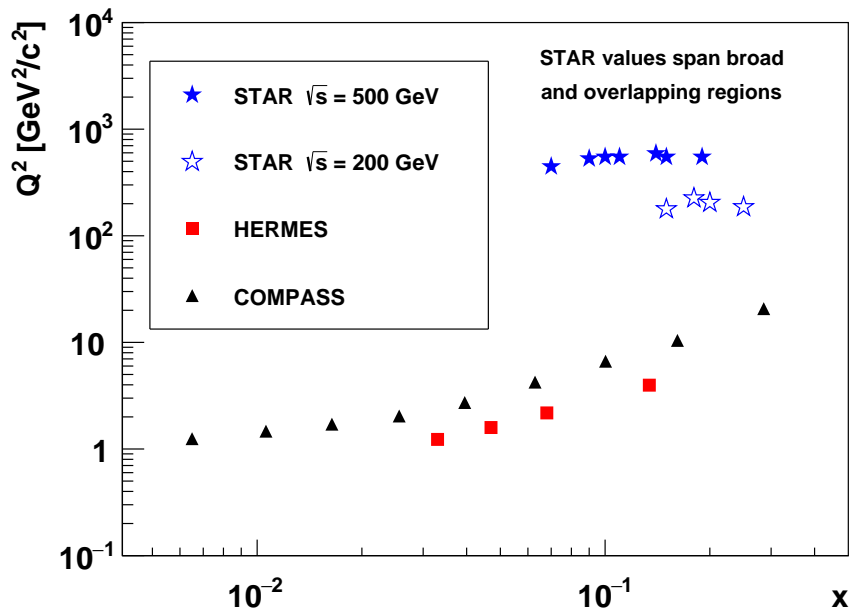 Q² [GeV²/c²]
10⁴
10³
10²
10
1
10⁻¹
STAR √s = 500 GeV
STAR √s = 200 GeV
HERMES
COMPASS
STAR values span broad
and overlapping regions
10⁻²
10⁻¹
x